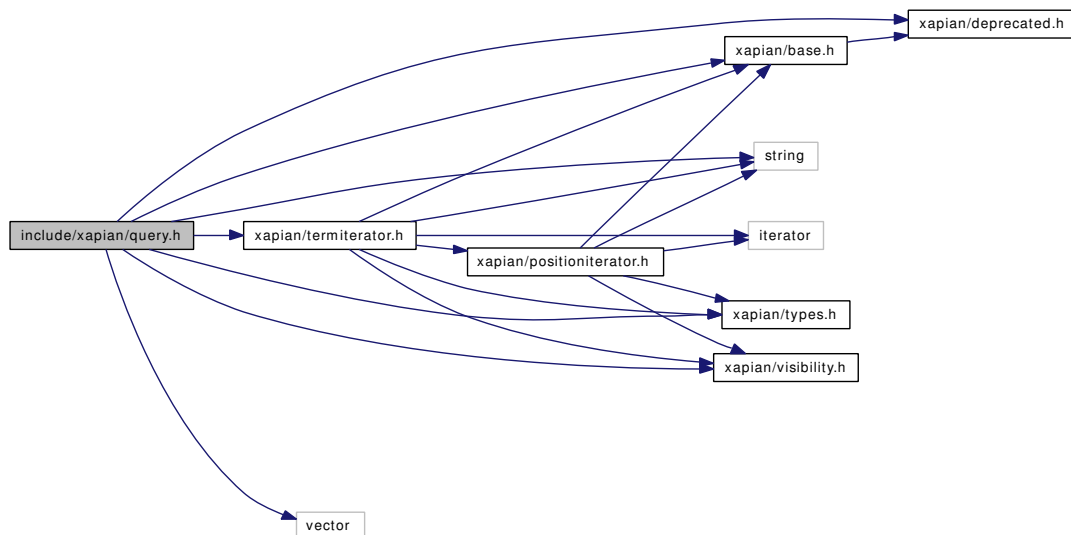 xapian/deprecated.h
xapian/base.h
string
include/xapian/query.h
xapian/termiterator.h
iterator
xapian/positioniterator.h
xapian/types.h
xapian/visibility.h
vector